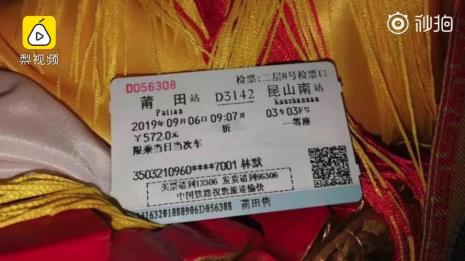 梨视频
秒拍
D056308
检票:二层8号检票口
莆 田站 D3142 昆山南站
Putian Kunshannan
2019年09月06日 09:07开 03车03F号
¥572.0元 折 一等座
限乘当日当次车
3503210960****7001 林默
买票请到12306 发货请到95306
中国铁路祝您旅途愉快
14163201080906D056308 莆田售